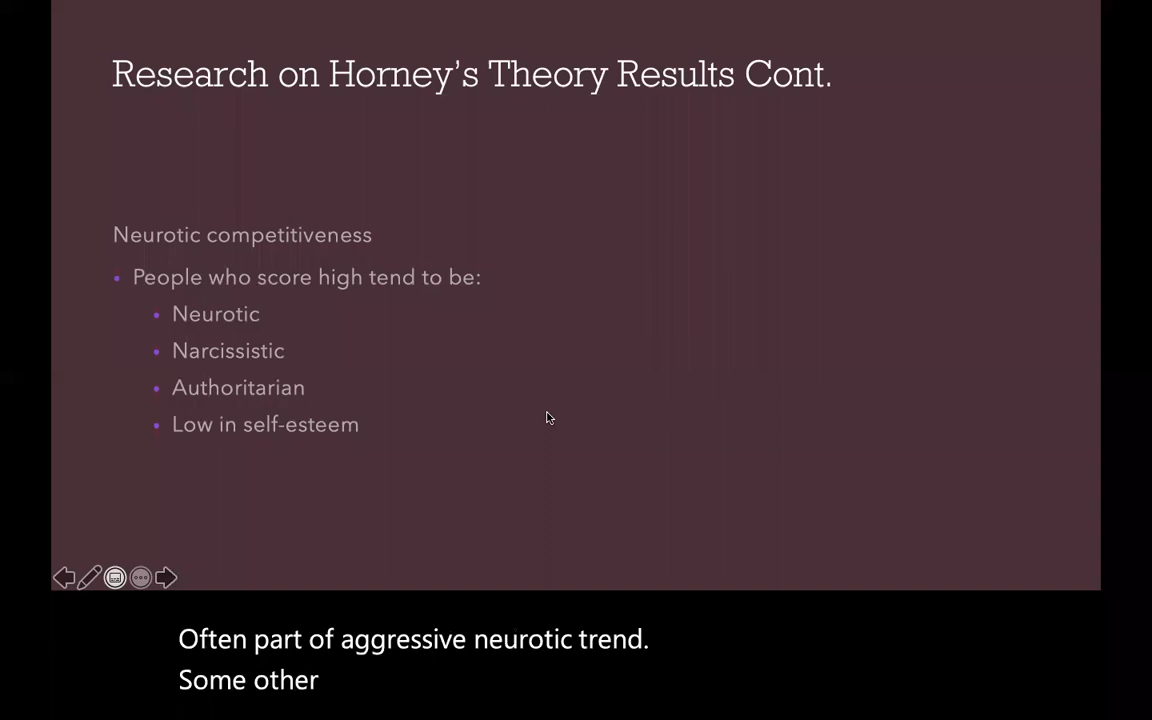 Research on Horney's Theory Results Cont.
Neurotic competitiveness
• People who score high tend to be:
• Neurotic
• Narcissistic
• Authoritarian
• Low in self-esteem
Often part of aggressive neurotic trend.
Some other